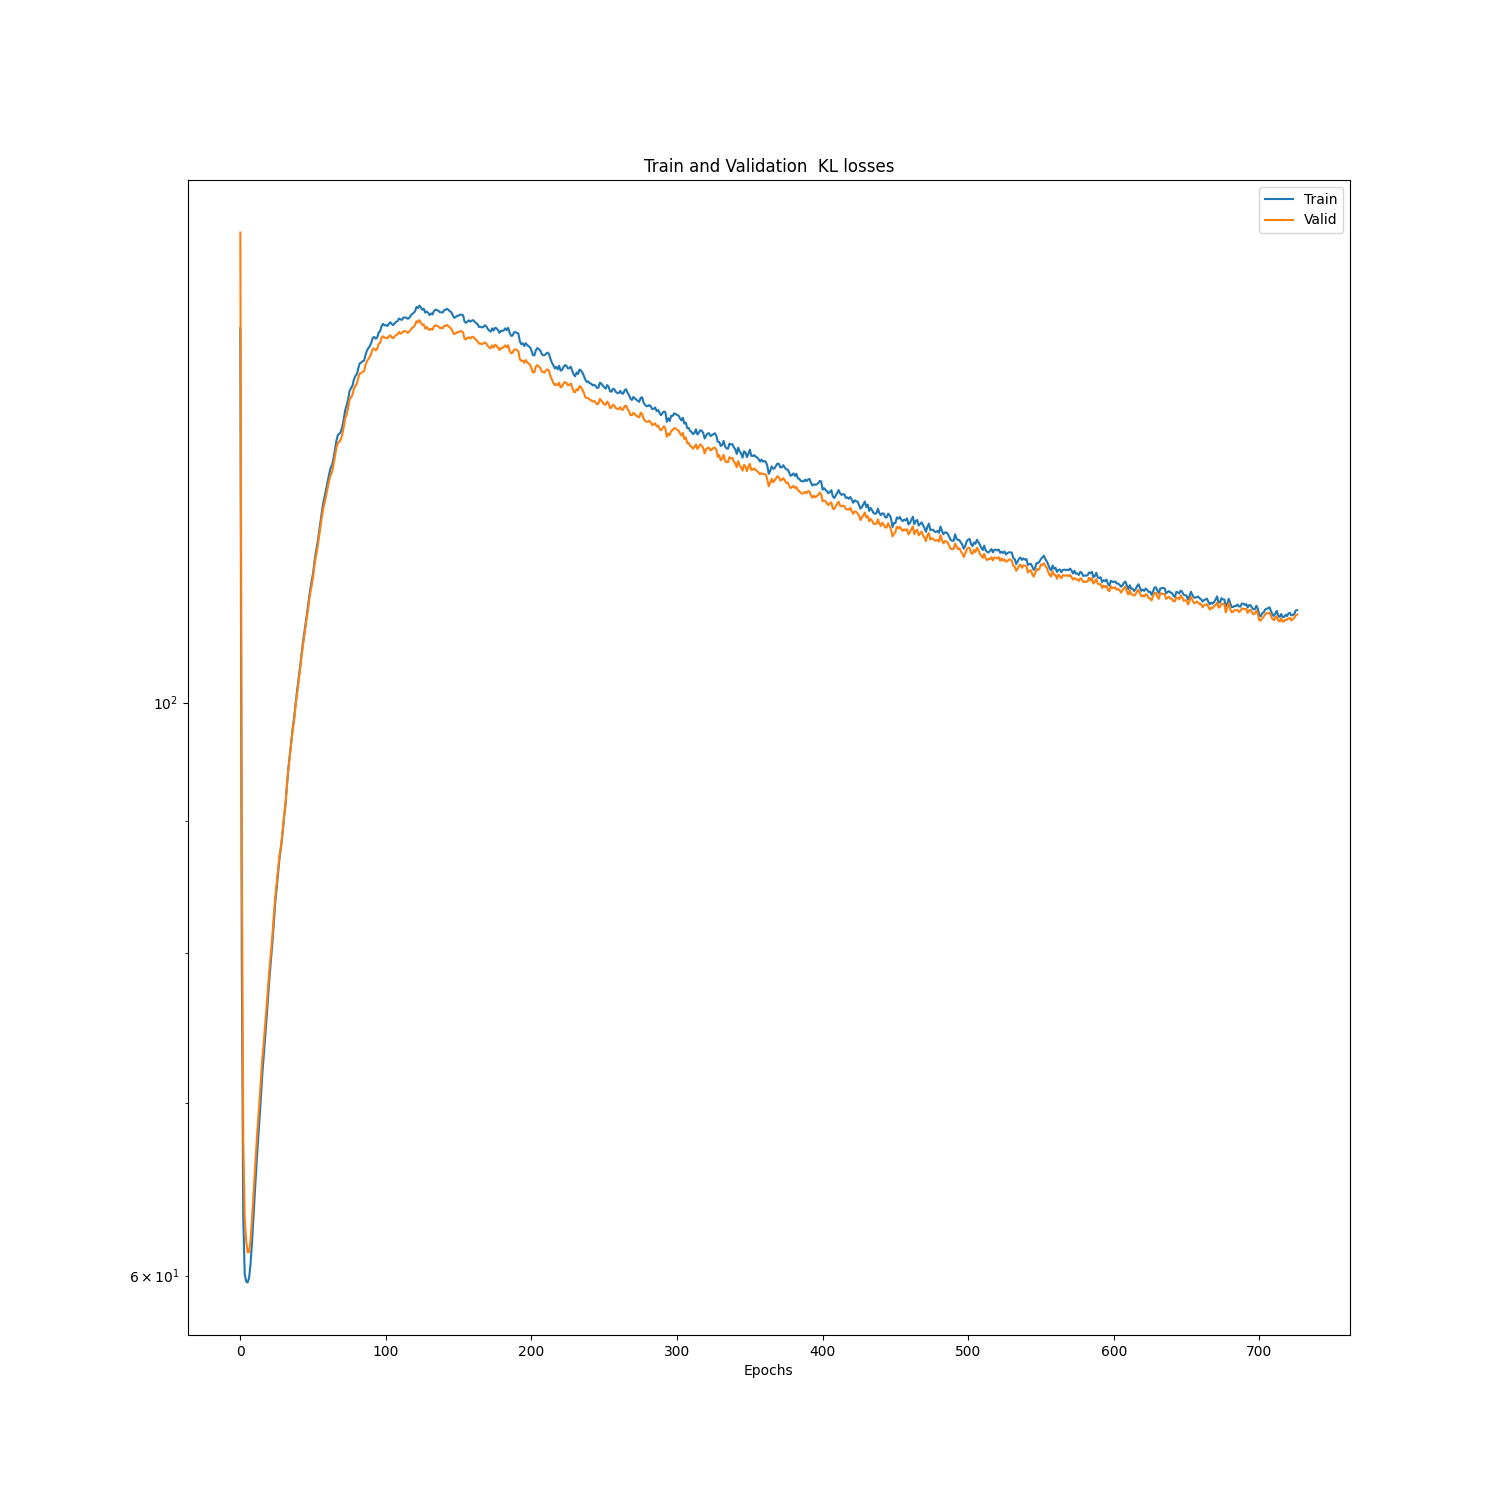 Train and Validation  KL losses
Train
Valid
10²
6 × 10¹
0 100 200 300 400 500 600 700
Epochs